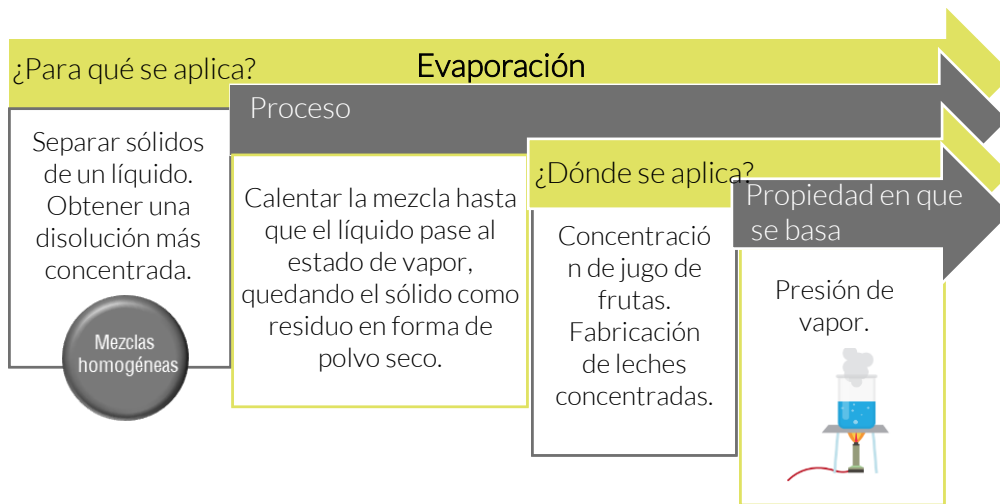 Evaporación
¿Para qué se aplica?
Separar sólidos
de un líquido.
Obtener una
disolución más
concentrada.
Mezclas
homogéneas
Proceso
Calentar la mezcla hasta
que el líquido pase al
estado de vapor,
quedando el sólido como
residuo en forma de
polvo seco.
¿Dónde se aplica?
Concentració
n de jugo de
frutas.
Fabricación
de leches
concentradas.
Propiedad en que
se basa
Presión de
vapor.